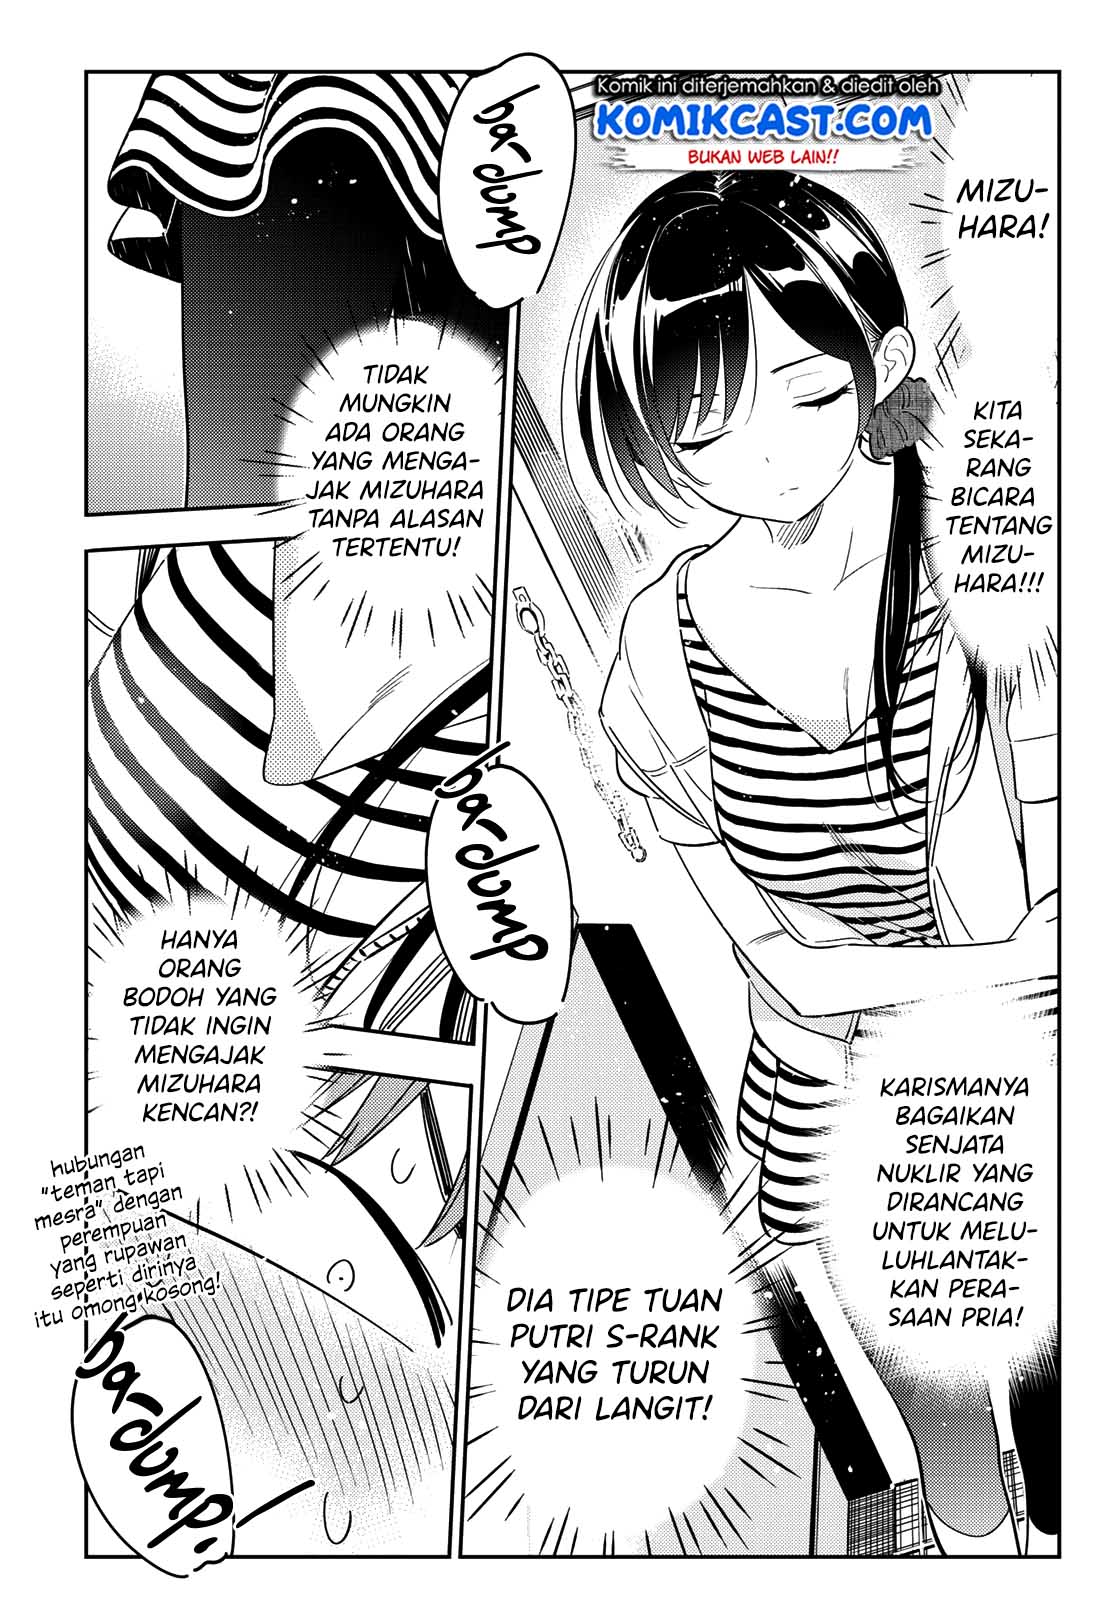 Komik ini diterjemahkan & diedit oleh
KOMIKCAST.COM
BUKAN WEB LAIN!!
MIZU-
HARA!
KITA
SEKA-
RANG
BICARA
TENTANG
MIZU-
HARA!!!
KARISMANYA
BAGAIKAN
SENJATA
NUKLIR YANG
DIRANCANG
UNTUK MELU-
LUHLANTAK-
KAN PERA-
SAAN PRIA!
DIA TIPE TUAN
PUTRI S-RANK
YANG TURUN
DARI LANGIT!
ba-dump
TIDAK
MUNGKIN
ADA ORANG
YANG MENGA-
JAK MIZUHARA
TANPA ALASAN
TERTENTU!
ba-dump
HANYA
ORANG
BODOH YANG
TIDAK INGIN
MENGAJAK
MIZUHARA
KENCAN?!
hubungan
"teman tapi
mesra" dengan
perempuan
yang rupawan
seperti dirinya
itu omong kosong!
ba-dump!